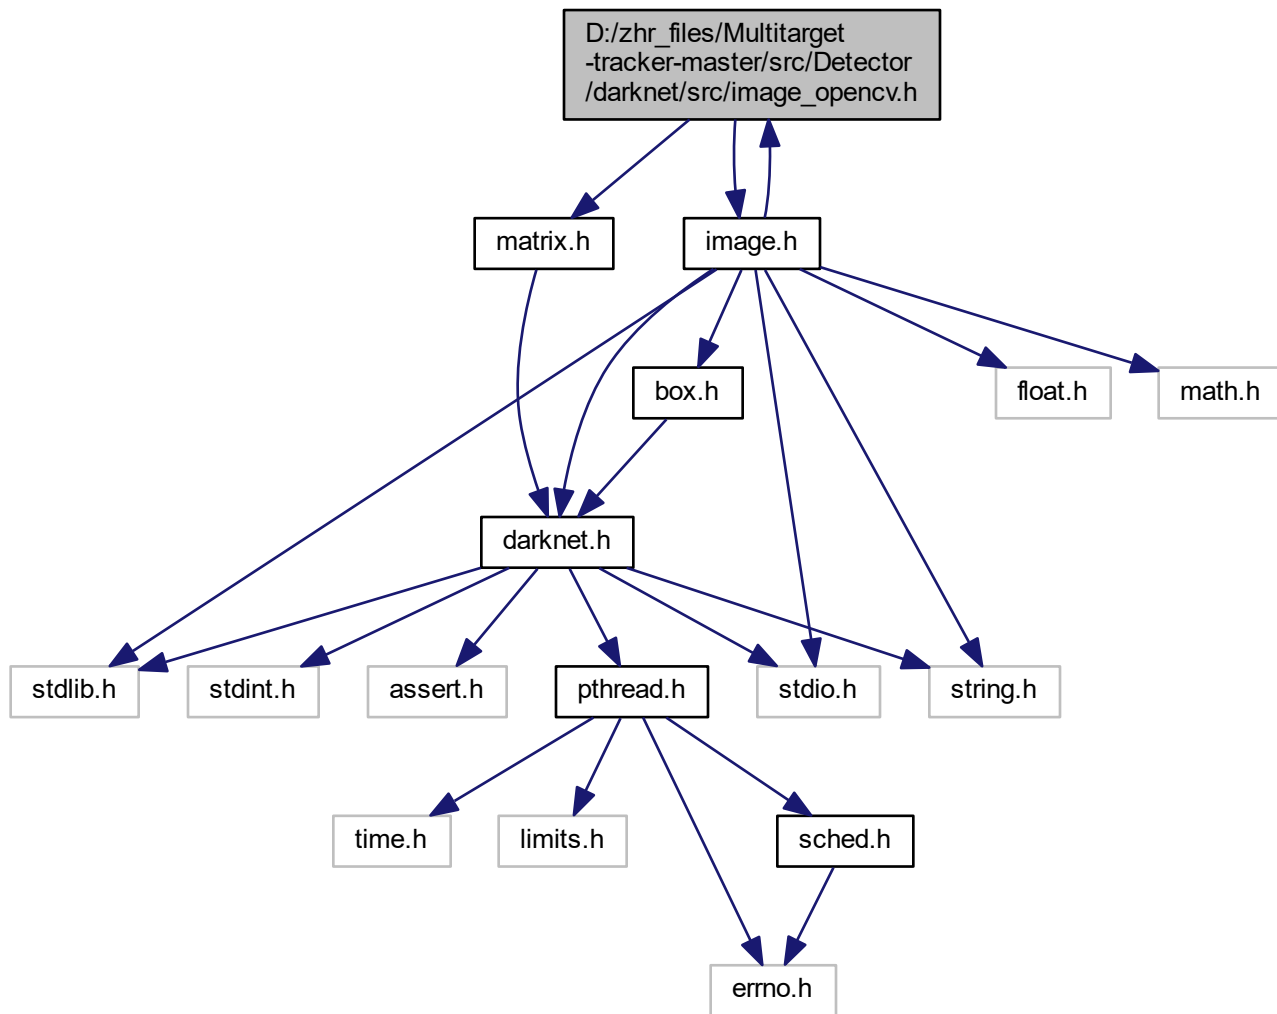 D:/zhr_files/Multitarget
-tracker-master/src/Detector
/darknet/src/image_opencv.h
matrix.h
image.h
box.h
float.h
math.h
darknet.h
stdlib.h
stdint.h
assert.h
pthread.h
stdio.h
string.h
time.h
limits.h
sched.h
errno.h